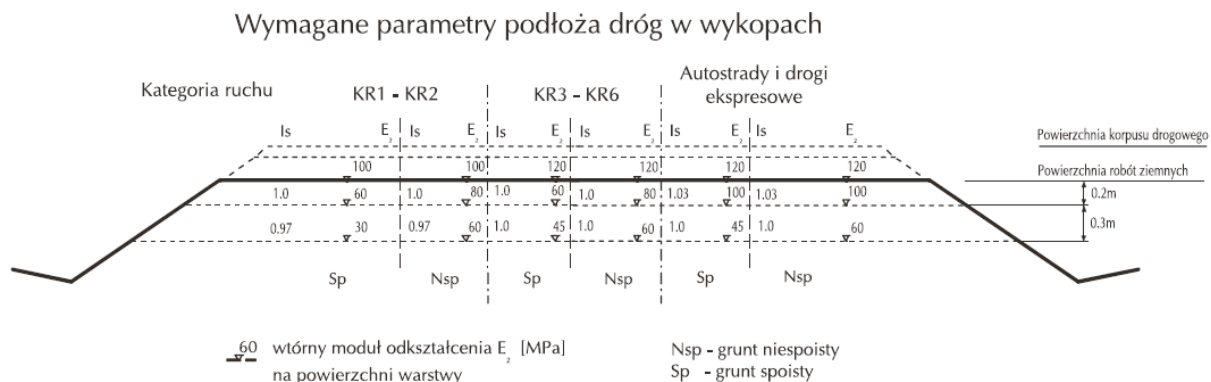 Wymagane parametry podłoża dróg w wykopach
Kategoria ruchu KR1 - KR2 KR3 - KR6 Autostrady i drogi
ekspresowe
Is E₂ Is E₂ Is E₂ Is E₂ Is E₂ Is E₂
Powierzchnia korpusu drogowego
100 100 120 120 120 120
Powierzchnia robót ziemnych
1.0 60 1.0 80 1.0 60 1.0 80 1.03 100 1.03 100 0.2m
0.97 30 0.97 60 1.0 45 1.0 60 1.0 45 1.0 60 0.3m
Sp Nsp Sp Nsp Sp Nsp
60 wtórny moduł odkształcenia E₂ [MPa]
na powierzchni warstwy
Nsp - grunt niespoisty
Sp - grunt spoisty